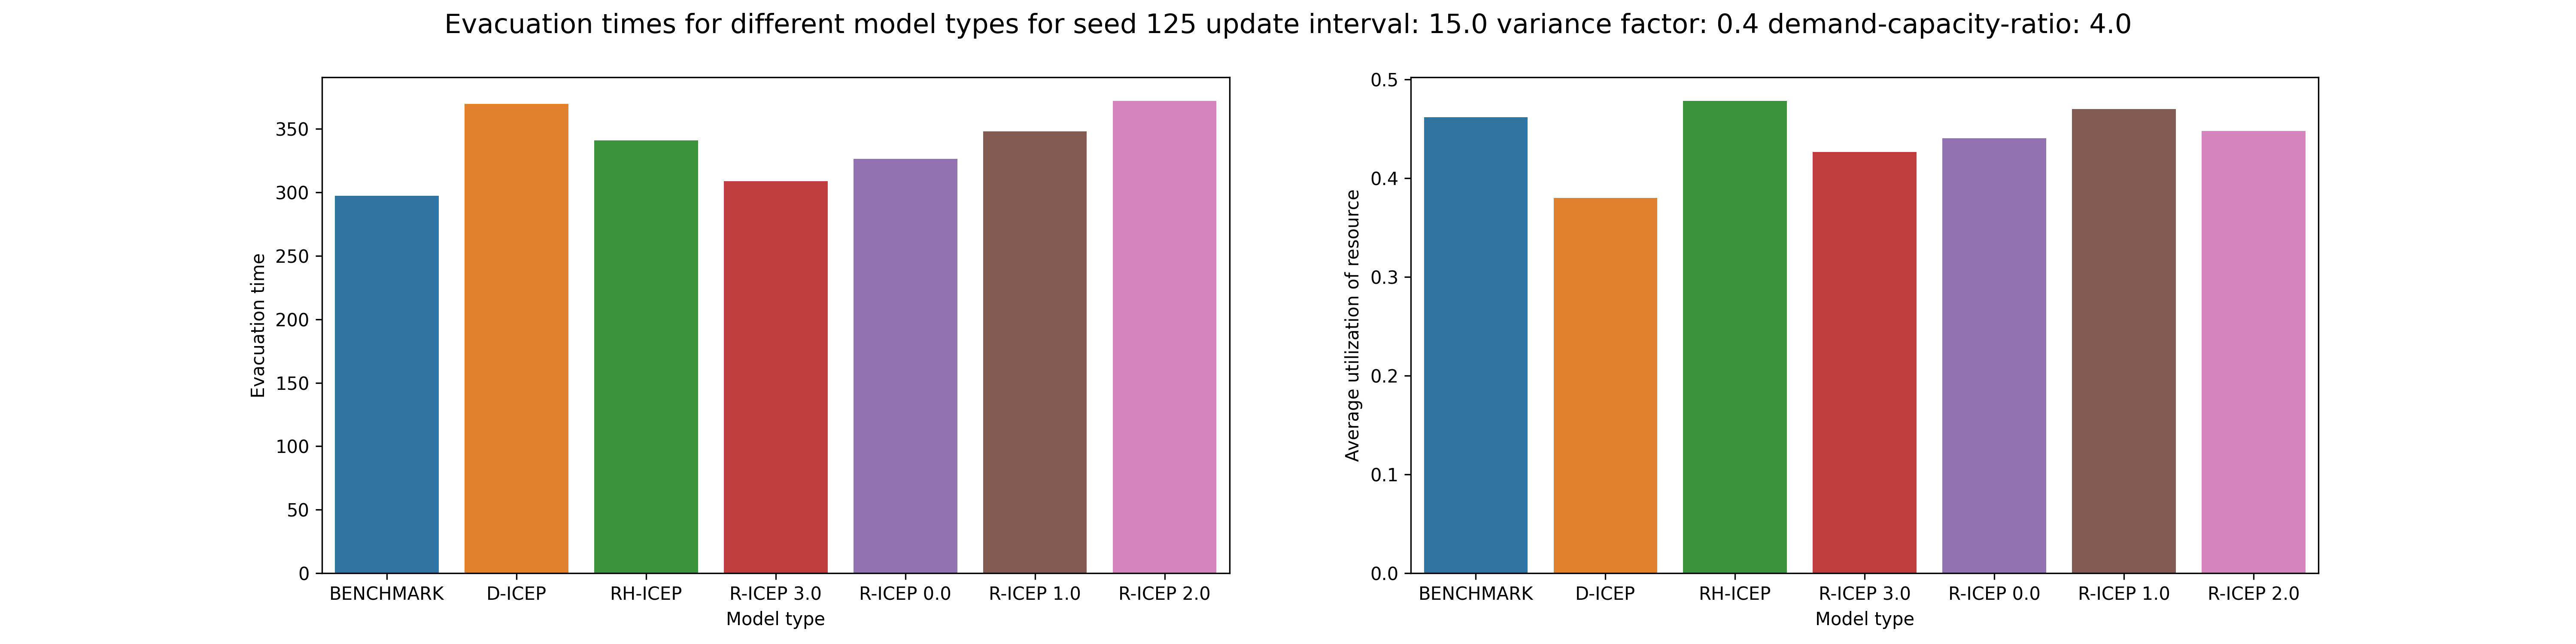 Evacuation times for different model types for seed 125 update interval: 15.0 variance factor: 0.4 demand-capacity-ratio: 4.0
Evacuation time
350
300
250
200
150
100
50
0
BENCHMARK D-ICEP RH-ICEP R-ICEP 3.0 R-ICEP 0.0 R-ICEP 1.0 R-ICEP 2.0
Model type
Average utilization of resource
0.5
0.4
0.3
0.2
0.1
0.0
BENCHMARK D-ICEP RH-ICEP R-ICEP 3.0 R-ICEP 0.0 R-ICEP 1.0 R-ICEP 2.0
Model type